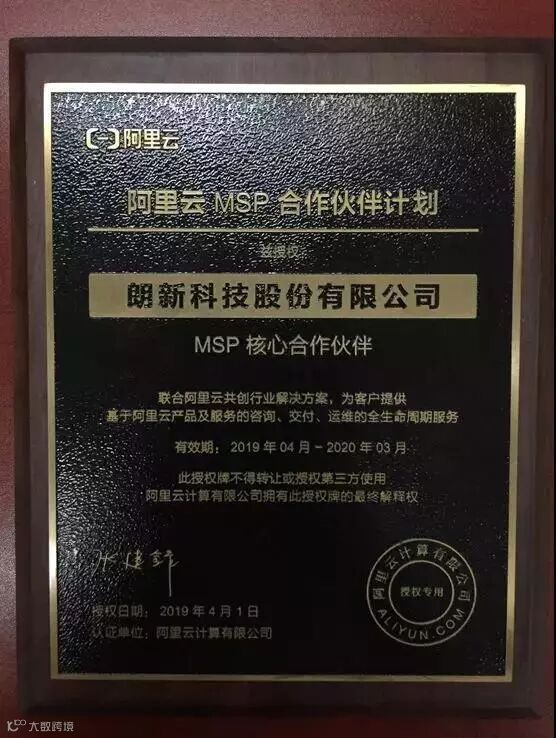 阿里云
阿里云 MSP 合作伙伴计划
兹授权:
朗新科技股份有限公司
MSP 核心合作伙伴
联合阿里云共创行业解决方案，为客户提供
基于阿里云产品及服务的咨询、交付、运维的全生命周期服务
有效期：2019 年 04 月 – 2020 年 03 月
此授权牌不得转让或授权第三方使用
阿里云计算有限公司拥有此授权牌的最终解释权
授权日期：2019 年 4 月 1 日
认证单位：阿里云计算有限公司
阿里云计算有限公司
授权专用
ALIYUN.COM
大数跨境